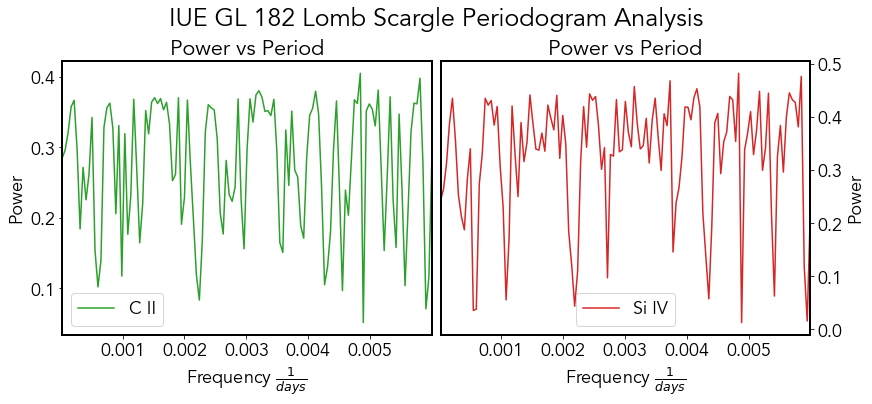 IUE GL 182 Lomb Scargle Periodogram Analysis
Power vs Period
Power
0.4
0.3
0.2
0.1
C II
0.001 0.002 0.003 0.004 0.005
Frequency 1/days
Power vs Period
0.5
0.4
0.3
0.2
0.1
0.0
Power
Si IV
0.001 0.002 0.003 0.004 0.005
Frequency 1/days